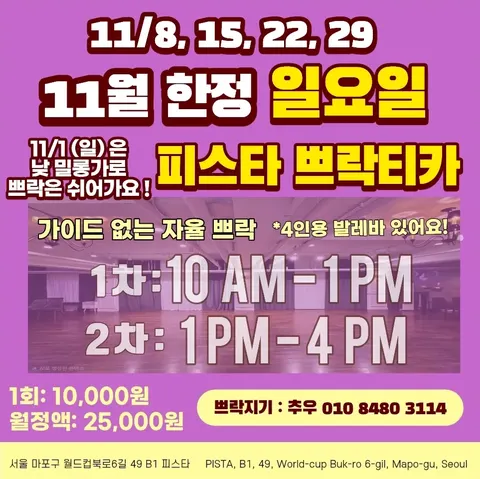 11/8, 15, 22, 29
11월 한정 일요일
11/1 (일)은
낮 밀롱가로
쁘락은 쉬어가요!
피스타 쁘락티카
가이드 없는 자율 쁘락 *4인용 발레바 있어요!
1차: 10 AM - 1 PM
2차: 1 PM - 4 PM
1회: 10,000원
월정액: 25,000원
쁘락지기 : 추우 010 8480 3114
서울 마포구 월드컵북로6길 49 B1 피스타 PISTA, B1, 49, World-cup Buk-ro 6-gil, Mapo-gu, Seoul